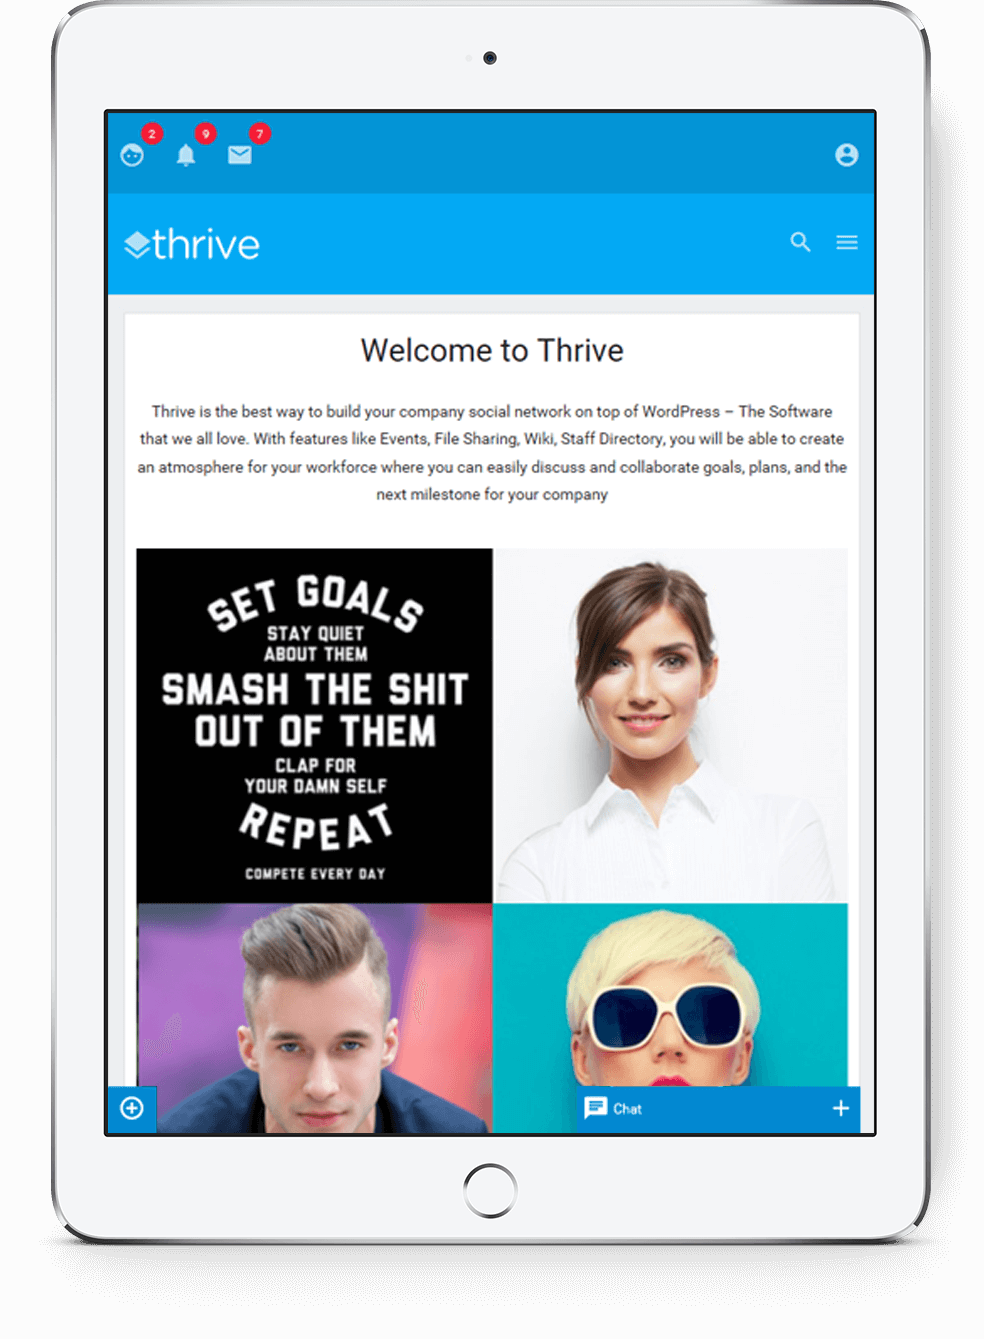 2
9
7
thrive
Welcome to Thrive
Thrive is the best way to build your company social network on top of WordPress – The Software
that we all love. With features like Events, File Sharing, Wiki, Staff Directory, you will be able to create
an atmosphere for your workforce where you can easily discuss and collaborate goals, plans, and the
next milestone for your company
SET GOALS
STAY QUIET
ABOUT THEM
SMASH THE SHIT
OUT OF THEM
CLAP FOR
YOUR DAMN SELF
REPEAT
COMPETE EVERY DAY
Chat